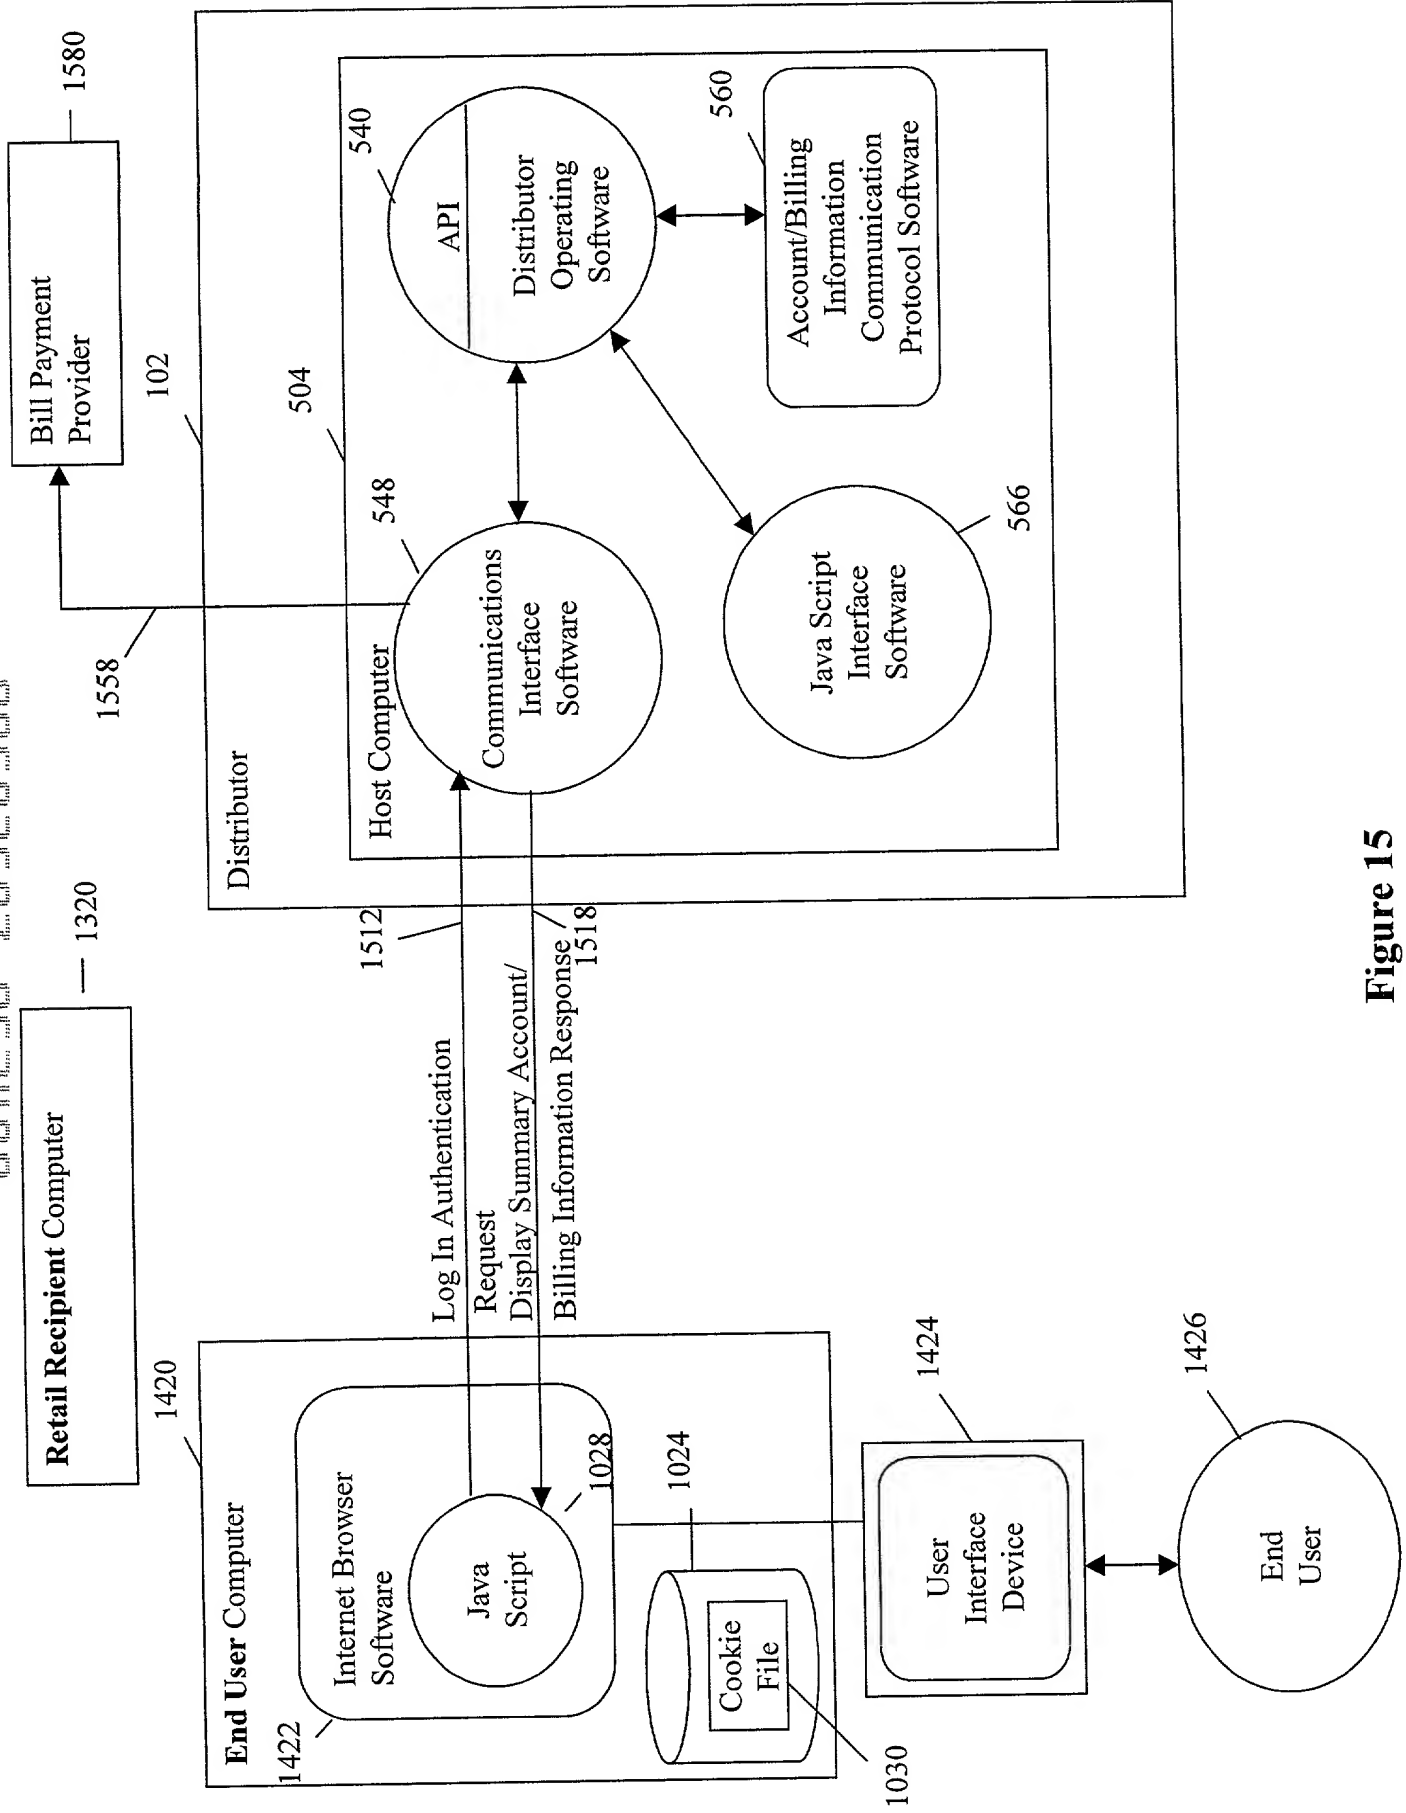 Retail Recipient Computer
1320
Bill Payment
Provider
1580
1558
102
Distributor
504
Host Computer
548
Communications
Interface
Software
540
API
Distributor
Operating
Software
560
Account/Billing
Information
Communication
Protocol Software
Java Script
Interface
Software
566
1512
Log In Authentication
Request
Display Summary Account/
Billing Information Response
1518
1420
End User Computer
1422
Internet Browser
Software
Java
Script
1028
1024
Cookie
File
1030
1424
User
Interface
Device
1426
End
User
Figure 15